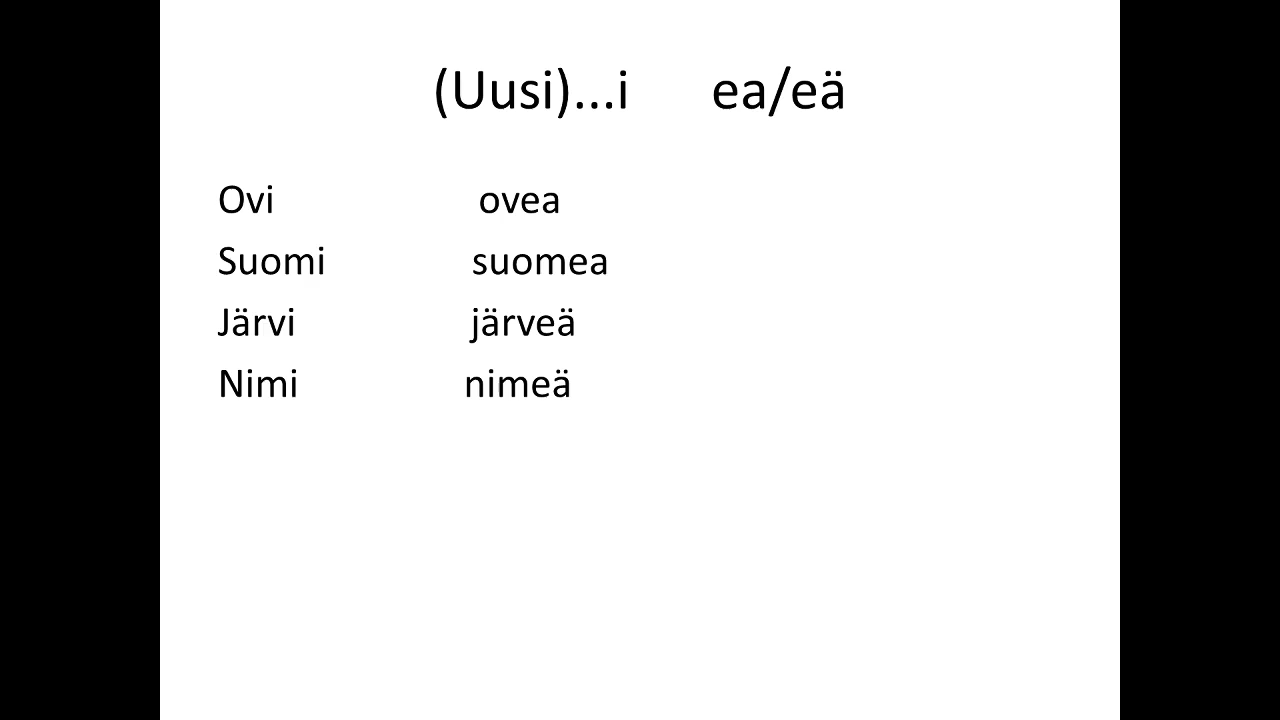 (Uusi)...i ea/eä
Ovi ovea
Suomi suomea
Järvi järveä
Nimi nimeä